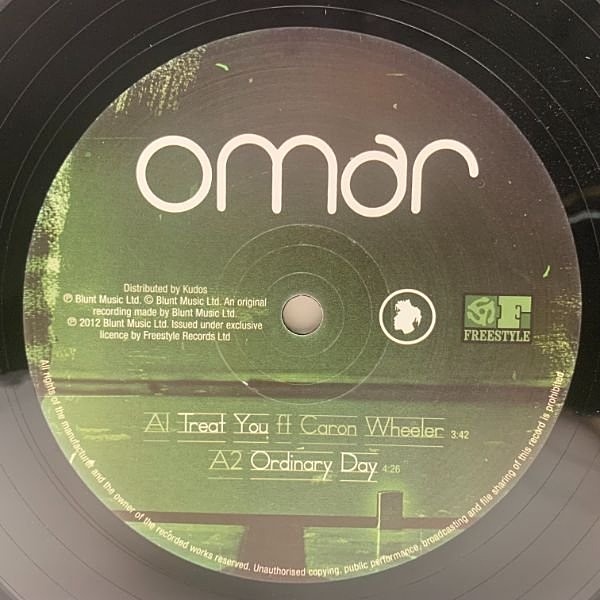 omar
Distributed by Kudos
℗ Blunt Music Ltd. © Blunt Music Ltd. An original
recording made by Blunt Music Ltd.
℗ 2012 Blunt Music Ltd. Issued under exclusive
licence by Freestyle Records Ltd
F
FREESTYLE
A1 Treat You ft Caron Wheeler 3:42
A2 Ordinary Day 4:26
All rights of the manufacturer and the owner of the recorded works reserved. Unauthorised copying, public performance, broadcasting and file sharing of this record is prohibited